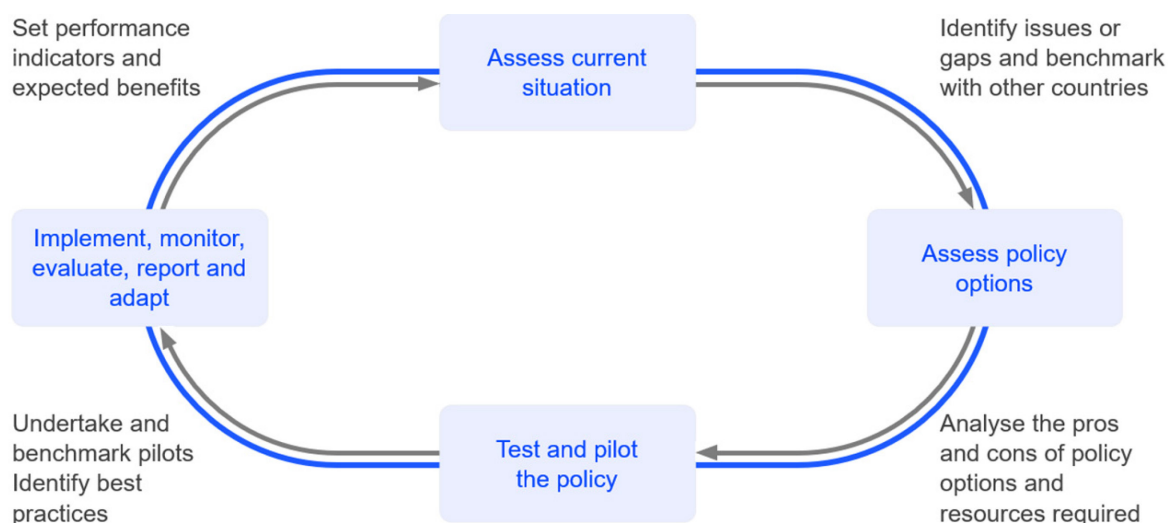 Set performance
indicators and
expected benefits
Assess current
situation
Identify issues or
gaps and benchmark
with other countries
Implement, monitor,
evaluate, report and
adapt
Assess policy
options
Undertake and
benchmark pilots
Identify best
practices
Test and pilot
the policy
Analyse the pros
and cons of policy
options and
resources required